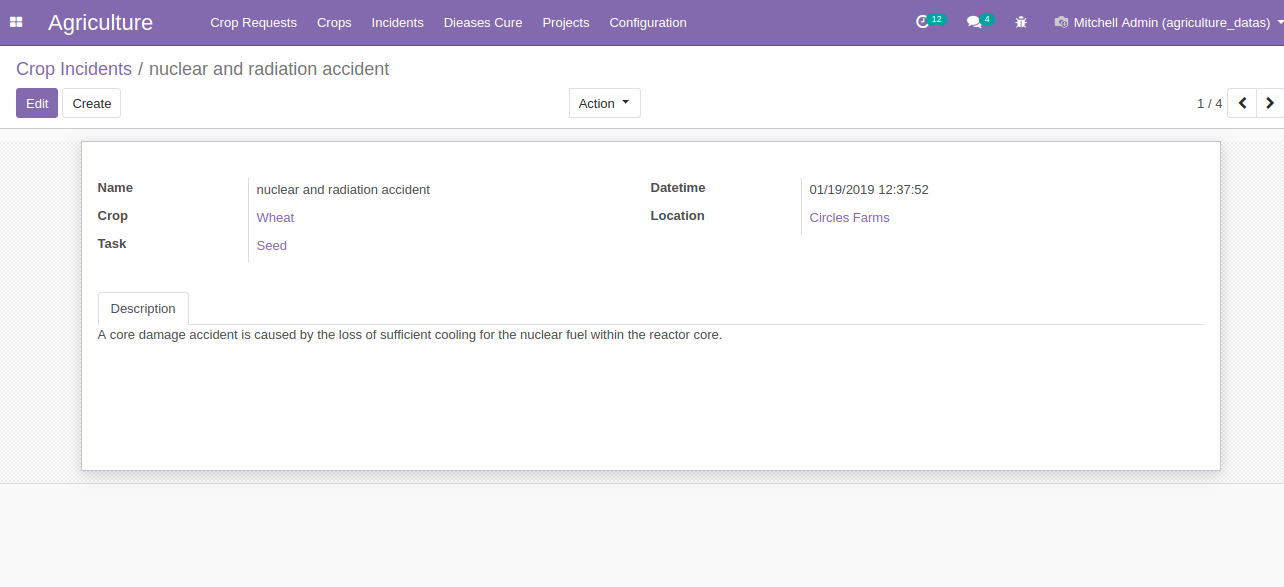 Agriculture Crop Requests Crops Incidents Dieases Cure Projects Configuration 12 4 Mitchell Admin (agriculture_datas)
Crop Incidents / nuclear and radiation accident
Edit Create Action 1 / 4
Name nuclear and radiation accident Datetime 01/19/2019 12:37:52
Crop Wheat Location Circles Farms
Task Seed
Description
A core damage accident is caused by the loss of sufficient cooling for the nuclear fuel within the reactor core.